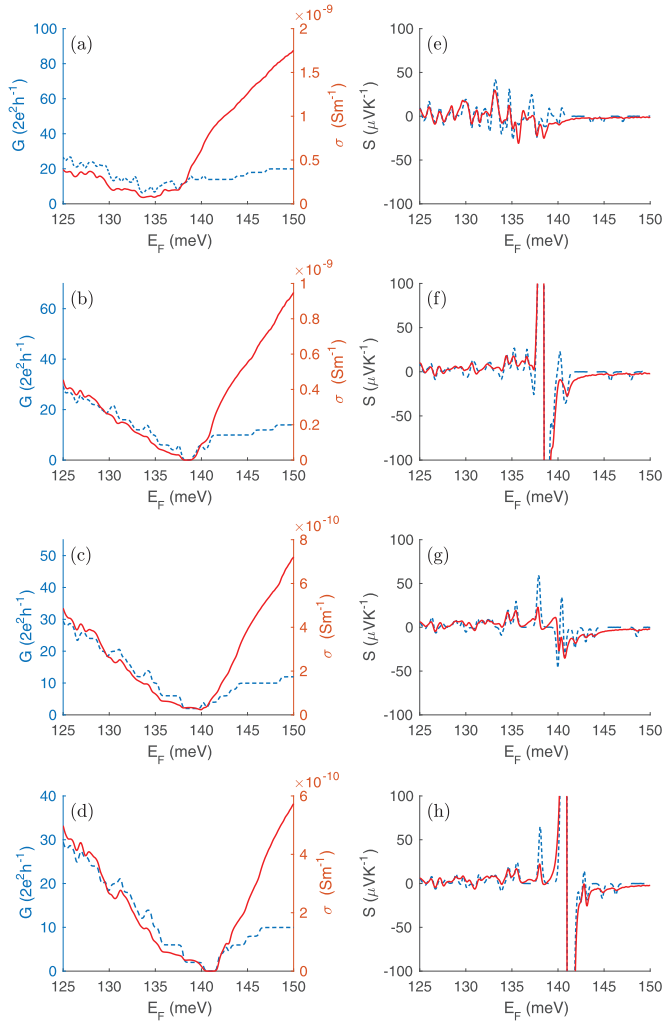 (a)
G (2e²h⁻¹)
100
80
60
40
20
0
×10⁻⁹
2
1.5
1
0.5
0
σ (Sm⁻¹)
125 130 135 140 145 150
E_F (meV)
(e)
S (μVK⁻¹)
100
50
0
-50
-100
125 130 135 140 145 150
E_F (meV)
(b)
G (2e²h⁻¹)
60
40
20
0
×10⁻⁹
1
0.8
0.6
0.4
0.2
0
σ (Sm⁻¹)
125 130 135 140 145 150
E_F (meV)
(f)
S (μVK⁻¹)
100
50
0
-50
-100
125 130 135 140 145 150
E_F (meV)
(c)
G (2e²h⁻¹)
50
40
30
20
10
0
×10⁻¹⁰
8
6
4
2
0
σ (Sm⁻¹)
125 130 135 140 145 150
E_F (meV)
(g)
S (μVK⁻¹)
100
50
0
-50
-100
125 130 135 140 145 150
E_F (meV)
(d)
G (2e²h⁻¹)
40
30
20
10
0
×10⁻¹⁰
6
4
2
0
σ (Sm⁻¹)
125 130 135 140 145 150
E_F (meV)
(h)
S (μVK⁻¹)
100
50
0
-50
-100
125 130 135 140 145 150
E_F (meV)